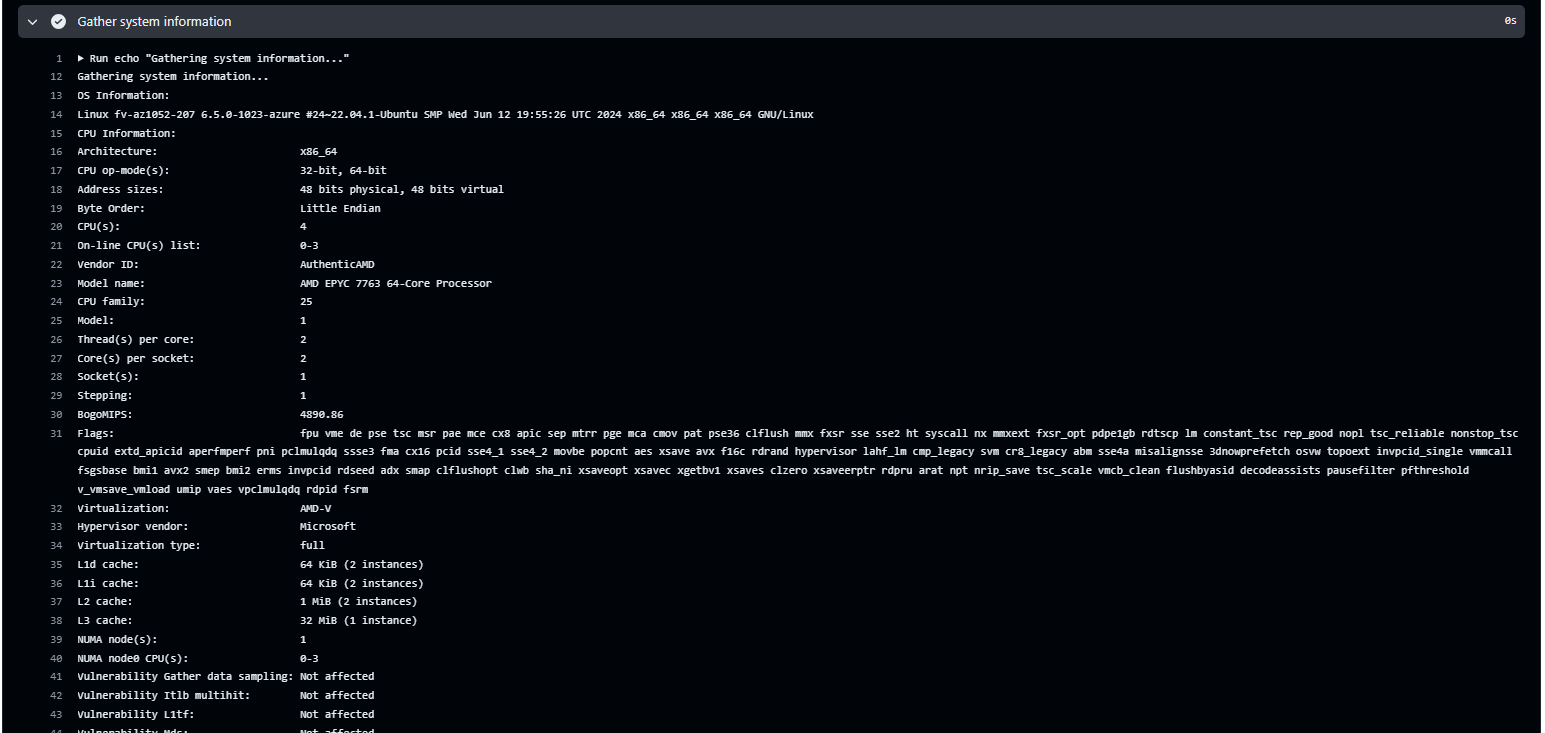 Gather system information 0s
1 Run echo "Gathering system information..."
12 Gathering system information...
13 OS Information:
14 Linux fv-az1052-207 6.5.0-1023-azure #24~22.04.1-Ubuntu SMP Wed Jun 12 19:55:26 UTC 2024 x86_64 x86_64 x86_64 GNU/Linux
15 CPU Information:
16 Architecture: x86_64
17 CPU op-mode(s): 32-bit, 64-bit
18 Address sizes: 48 bits physical, 48 bits virtual
19 Byte Order: Little Endian
20 CPU(s): 4
21 On-line CPU(s) list: 0-3
22 Vendor ID: AuthenticAMD
23 Model name: AMD EPYC 7763 64-Core Processor
24 CPU family: 25
25 Model: 1
26 Thread(s) per core: 2
27 Core(s) per socket: 2
28 Socket(s): 1
29 Stepping: 1
30 BogoMIPS: 4890.86
31 Flags: fpu vme de pse tsc msr pae mce cx8 apic sep mtrr pge mca cmov pat pse36 clflush mmx fxsr sse sse2 ht syscall nx mmxext fxsr_opt pdpe1gb rdtscp lm constant_tsc rep_good nopl tsc_reliable nonstop_tsc
cpuid extd_apicid aperfmperf pni pclmulqdq ssse3 fma cx16 pcid sse4_1 sse4_2 movbe popcnt aes xsave avx f16c rdrand hypervisor lahf_lm cmp_legacy svm cr8_legacy abm sse4a misalignsse 3dnowprefetch osvw topoext invpcid_single vmmcall
fsgsbase bmi1 avx2 smep bmi2 erms invpcid rdseed adx smap clflushopt clwb sha_ni xsaveopt xsavec xgetbv1 xsaves clzero xsaveerptr rdpru arat npt nrip_save tsc_scale vmcb_clean flushbyasid decodeassists pausefilter pfthreshold
v_vmsave_vmload umip vaes vpclmulqdq rdpid fsrm
32 Virtualization: AMD-V
33 Hypervisor vendor: Microsoft
34 Virtualization type: full
35 L1d cache: 64 KiB (2 instances)
36 L1i cache: 64 KiB (2 instances)
37 L2 cache: 1 MiB (2 instances)
38 L3 cache: 32 MiB (1 instance)
39 NUMA node(s): 1
40 NUMA node0 CPU(s): 0-3
41 Vulnerability Gather data sampling: Not affected
42 Vulnerability Itlb multihit: Not affected
43 Vulnerability L1tf: Not affected
44 Vulnerability Mds: Not affected